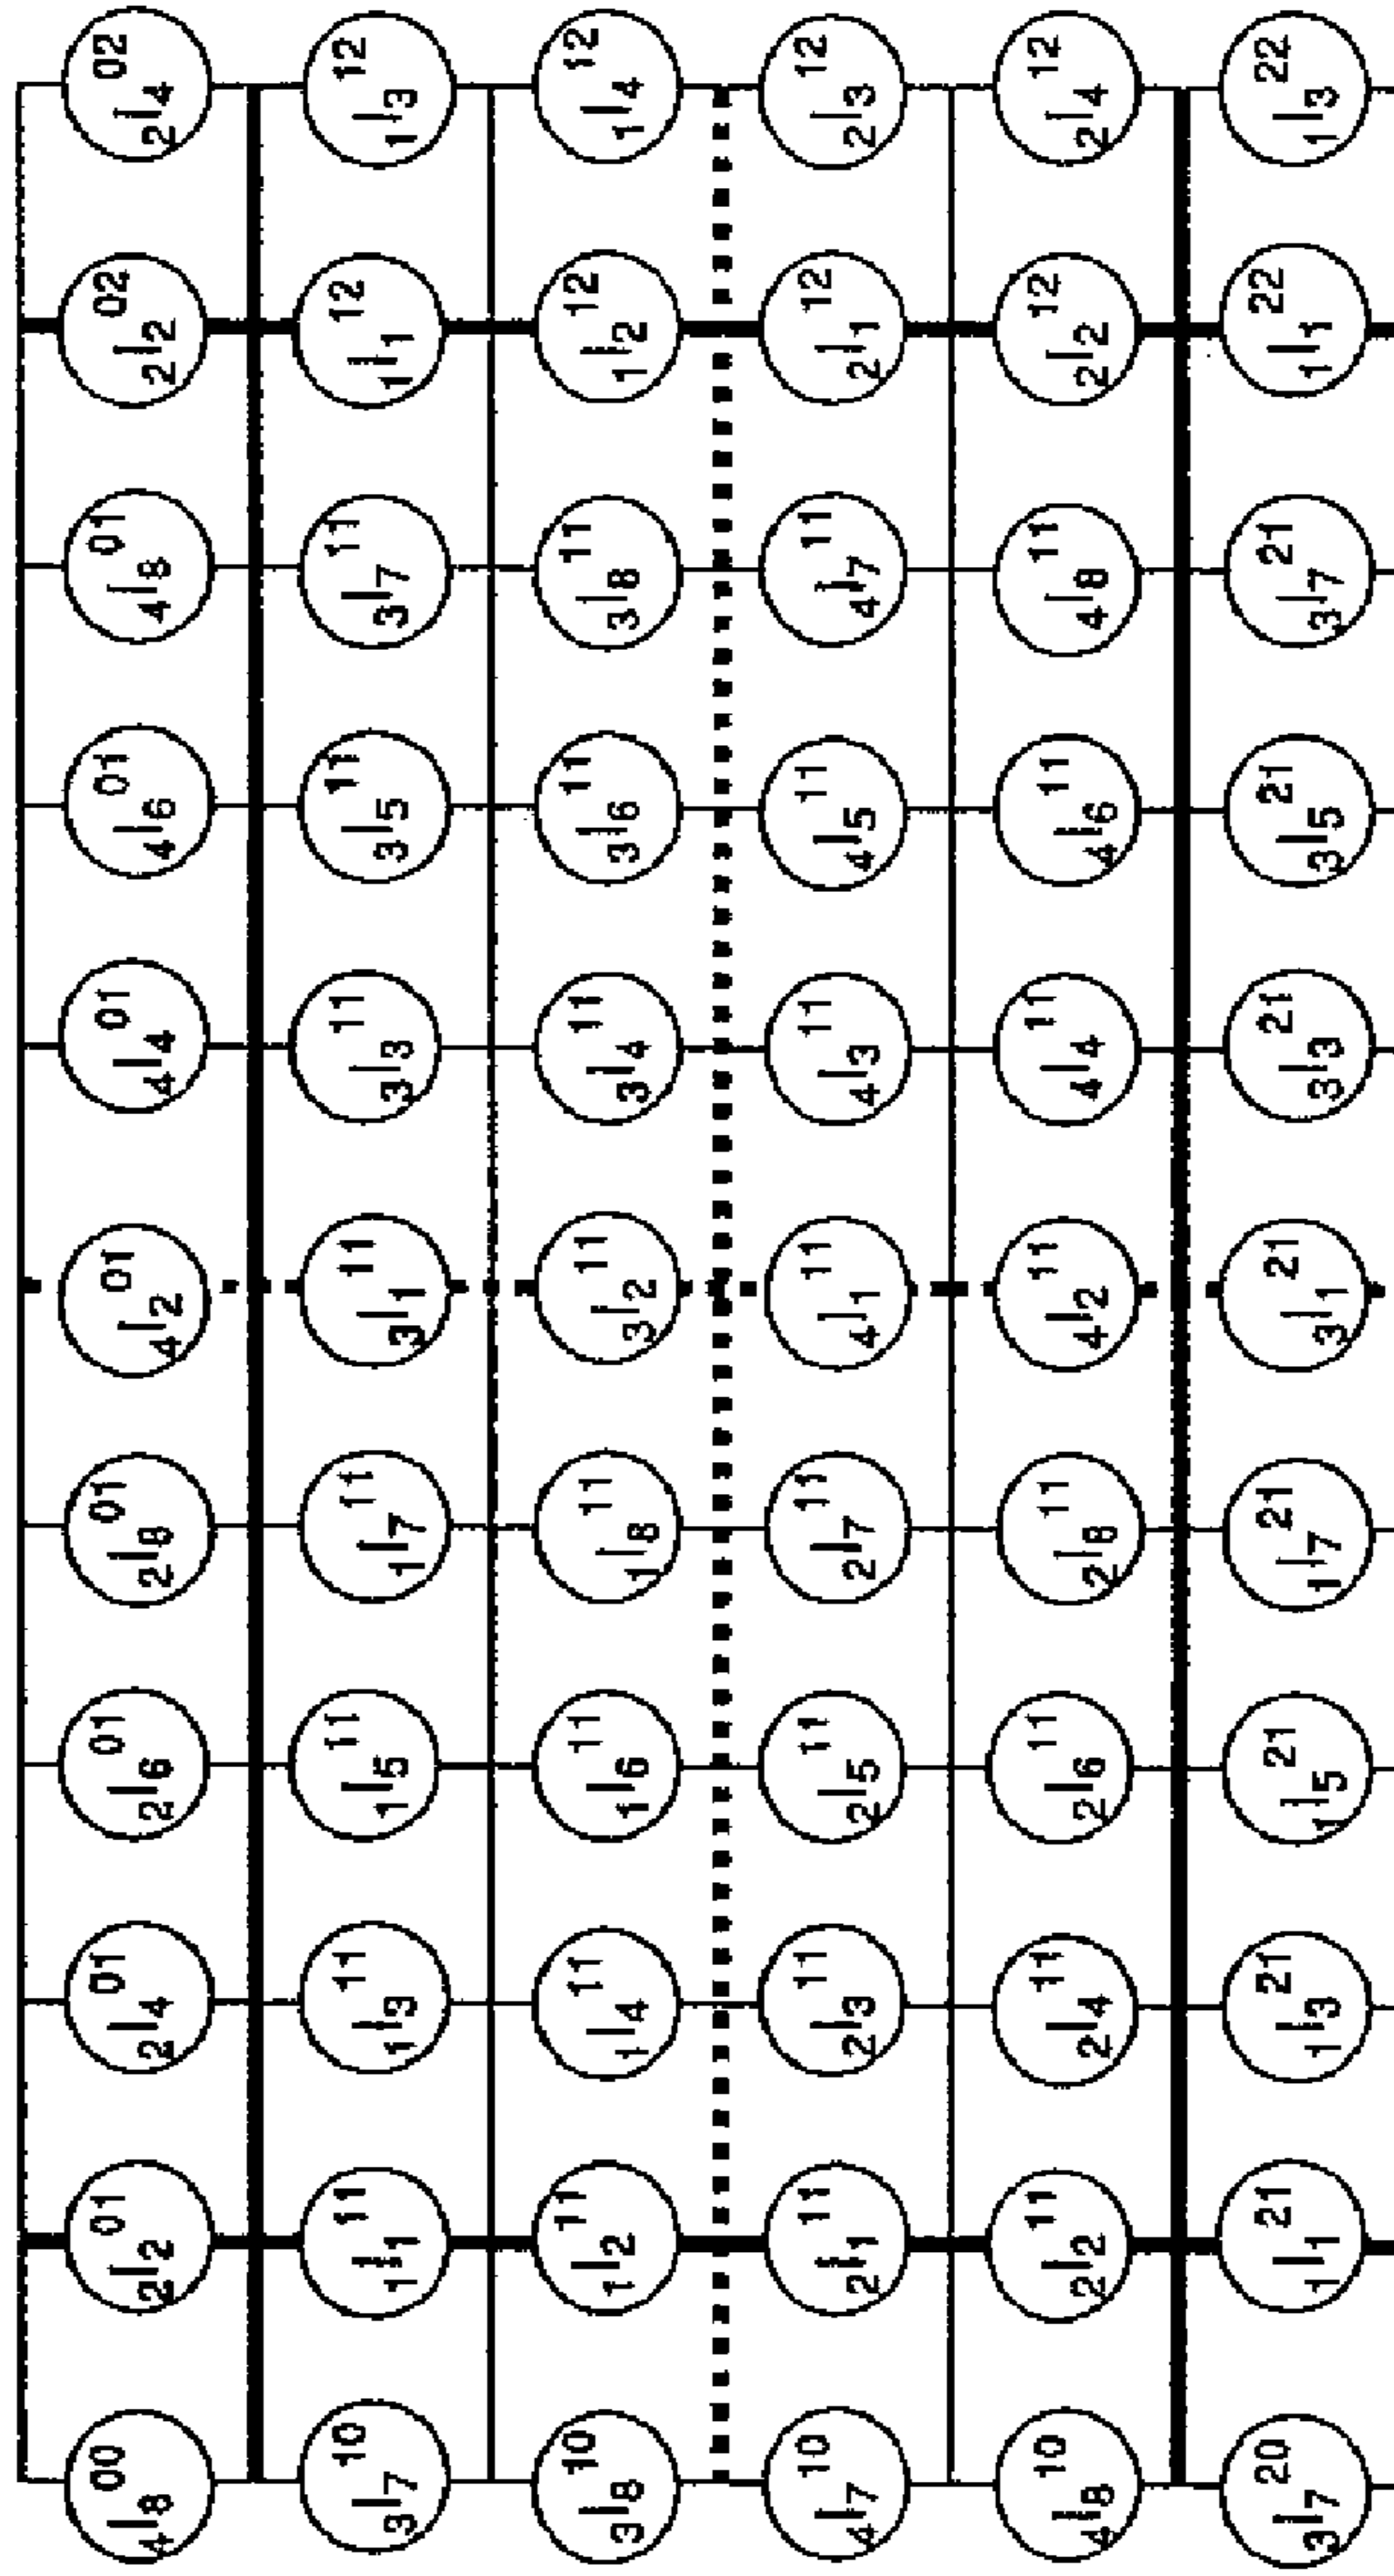 ₄I₈⁰⁰ ₂I₂⁰¹ ₂I₄⁰¹ ₂I₆⁰¹ ₂I₈⁰¹ ₄I₂⁰¹ ₄I₄⁰¹ ₄I₆⁰¹ ₄I₈⁰¹ ₂I₂⁰² ₂I₄⁰²
₃I₇¹⁰ ₁I₁¹¹ ₁I₃¹¹ ₁I₅¹¹ ₁I₇¹¹ ₃I₁¹¹ ₃I₃¹¹ ₃I₅¹¹ ₃I₇¹¹ ₁I₁¹² ₁I₃¹²
₃I₈¹⁰ ₁I₂¹¹ ₁I₄¹¹ ₁I₆¹¹ ₁I₈¹¹ ₃I₂¹¹ ₃I₄¹¹ ₃I₆¹¹ ₃I₈¹¹ ₁I₂¹² ₁I₄¹²
₄I₇¹⁰ ₂I₁¹¹ ₂I₃¹¹ ₂I₅¹¹ ₂I₇¹¹ ₄I₁¹¹ ₄I₃¹¹ ₄I₅¹¹ ₄I₇¹¹ ₂I₁¹² ₂I₃¹²
₄I₈¹⁰ ₂I₂¹¹ ₂I₄¹¹ ₂I₆¹¹ ₂I₈¹¹ ₄I₂¹¹ ₄I₄¹¹ ₄I₆¹¹ ₄I₈¹¹ ₂I₂¹² ₂I₄¹²
₃I₇²⁰ ₁I₁²¹ ₁I₃²¹ ₁I₅²¹ ₁I₇²¹ ₃I₁²¹ ₃I₃²¹ ₃I₅²¹ ₃I₇²¹ ₁I₁²² ₁I₃²²